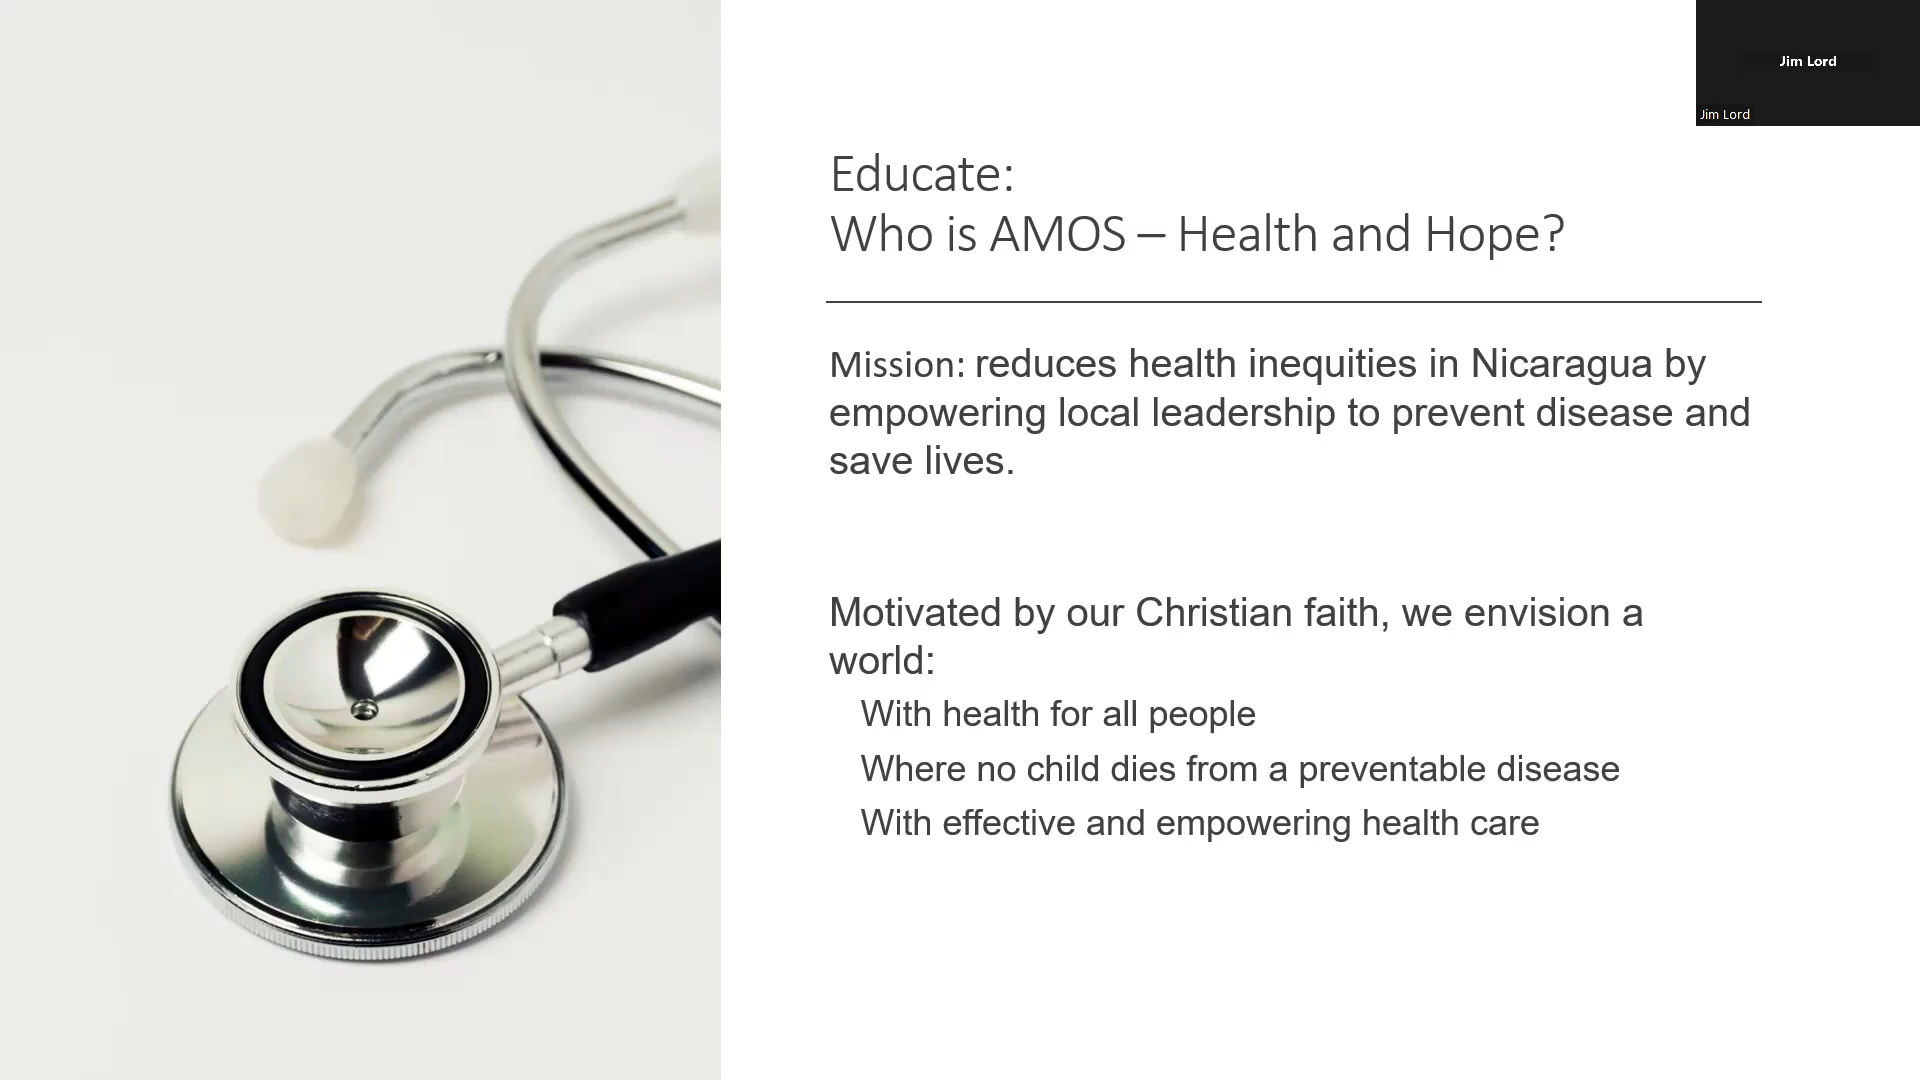 Jim Lord
Jim Lord
Educate:
Who is AMOS – Health and Hope?
Mission: reduces health inequities in Nicaragua by
empowering local leadership to prevent disease and
save lives.
Motivated by our Christian faith, we envision a
world:
With health for all people
Where no child dies from a preventable disease
With effective and empowering health care